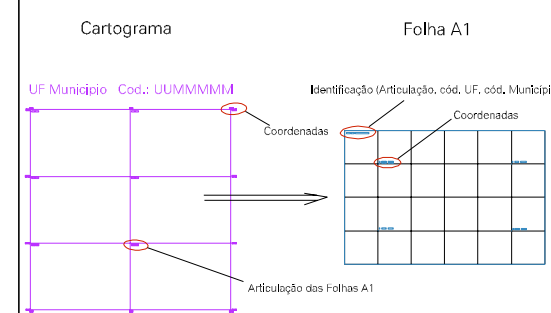 Cartograma
Folha A1
UF Município Cod.: UUMMMMM
Identificação (Articulação, cód. UF, cód. Municípi
Coordenadas
Coordenadas
Articulação das Folhas A1